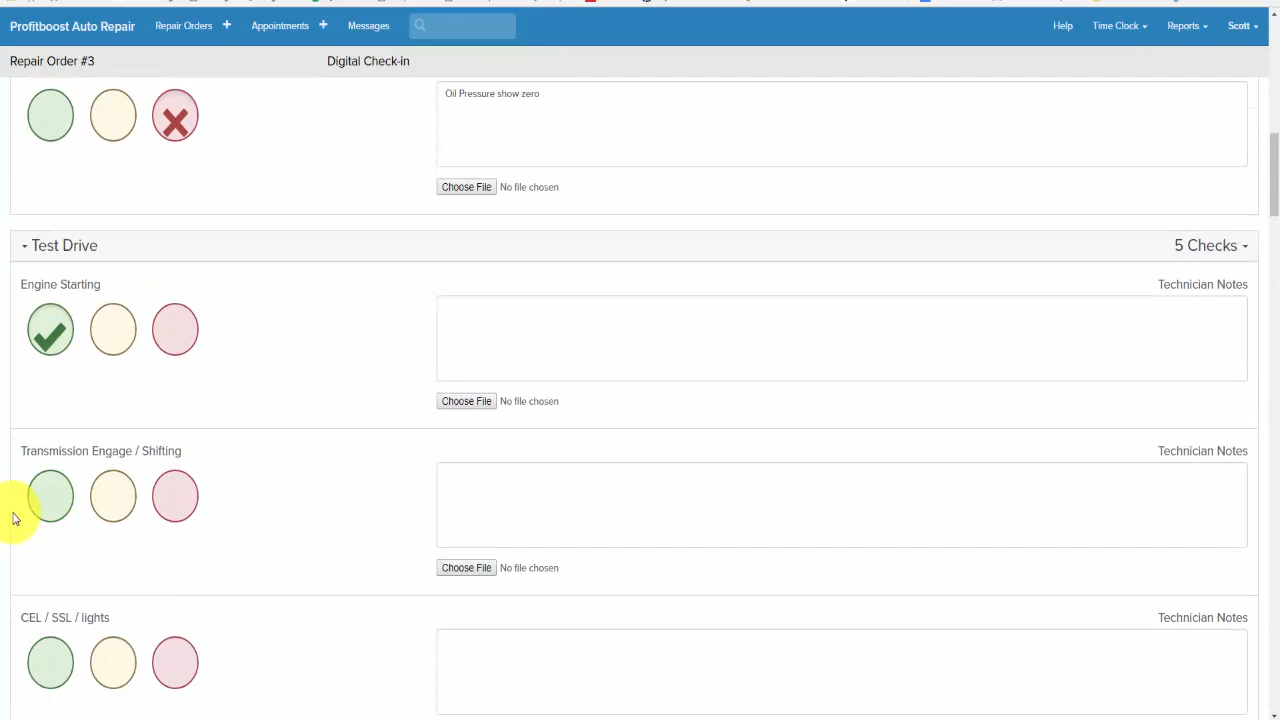 Profitboost Auto Repair Repair Orders + Appointments + Messages Help Time Clock Reports Scott
Repair Order #3 Digital Check-in
Oil Pressure show zero
Choose File No file chosen
Test Drive 5 Checks
Engine Starting Technician Notes
Choose File No file chosen
Transmission Engage / Shifting Technician Notes
Choose File No file chosen
CEL / SSL / lights Technician Notes